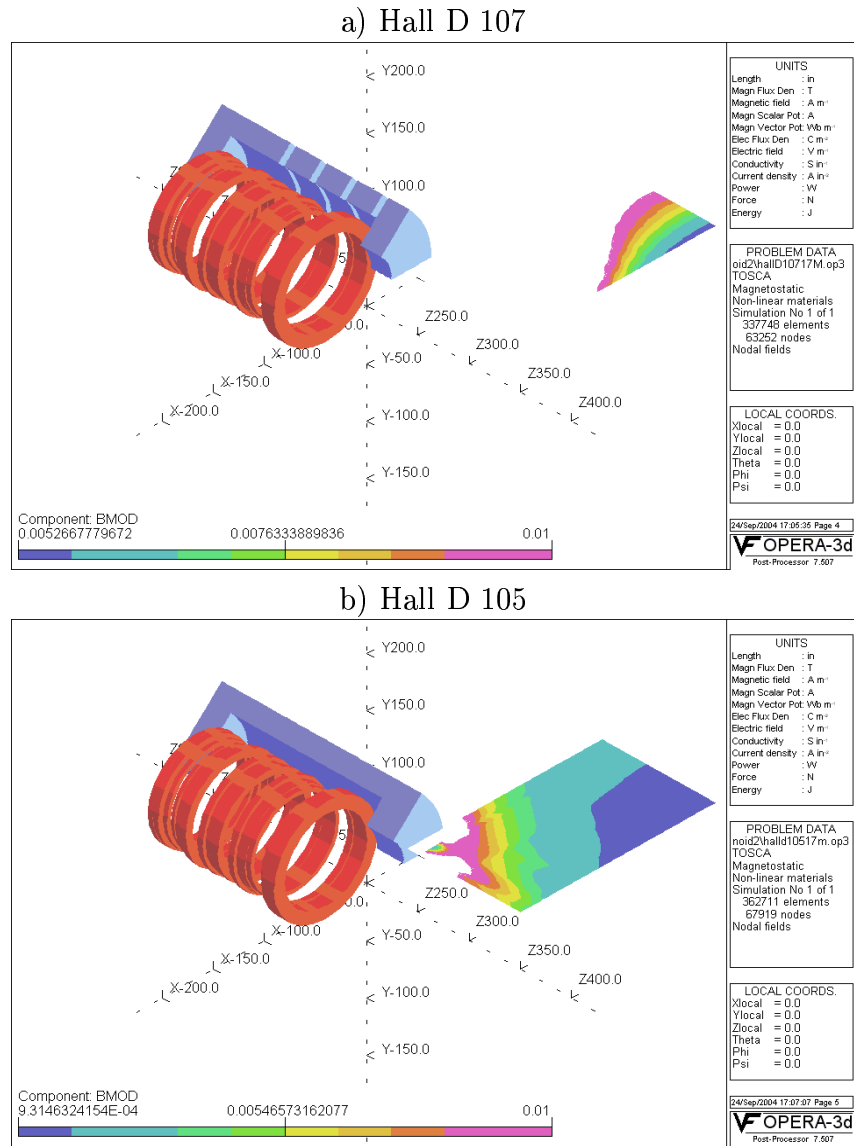 a) Hall D 107
Y200.0
Y150.0
Y100.0
Z250.0
Z300.0
Z350.0
Z400.0
X-100.0
X-150.0
X-200.0
Y-50.0
Y-100.0
Y-150.0
Component: BMOD
0.0052667779672 0.0076333889836 0.01
UNITS
Length : in
Magn Flux Den : T
Magnetic field : A m⁻¹
Magn Scalar Pot : A
Magn Vector Pot: Wb m⁻¹
Elec Flux Den : C m⁻²
Electric field : V m⁻¹
Conductivity : S in⁻¹
Current density : A in⁻²
Power : W
Force : N
Energy : J
PROBLEM DATA
oid2\hallD10717M.op3
TOSCA
Magnetostatic
Non-linear materials
Simulation No 1 of 1
337748 elements
63252 nodes
Nodal fields
LOCAL COORDS.
Xlocal = 0.0
Ylocal = 0.0
Zlocal = 0.0
Theta = 0.0
Phi = 0.0
Psi = 0.0
24/Sep/2004 17:05:35 Page 4
VF OPERA-3d
Post-Processor 7.507
b) Hall D 105
Y200.0
Y150.0
Y100.0
Z250.0
Z300.0
Z350.0
Z400.0
X-100.0
X-150.0
X-200.0
Y-50.0
Y-100.0
Y-150.0
Component: BMOD
9.3146324154E-04 0.00546573162077 0.01
UNITS
Length : in
Magn Flux Den : T
Magnetic field : A m⁻¹
Magn Scalar Pot : A
Magn Vector Pot: Wb m⁻¹
Elec Flux Den : C m⁻²
Electric field : V m⁻¹
Conductivity : S in⁻¹
Current density : A in⁻²
Power : W
Force : N
Energy : J
PROBLEM DATA
noid2\halld10517m.op3
TOSCA
Magnetostatic
Non-linear materials
Simulation No 1 of 1
362711 elements
67919 nodes
Nodal fields
LOCAL COORDS.
Xlocal = 0.0
Ylocal = 0.0
Zlocal = 0.0
Theta = 0.0
Phi = 0.0
Psi = 0.0
24/Sep/2004 17:07:07 Page 5
VF OPERA-3d
Post-Processor 7.507